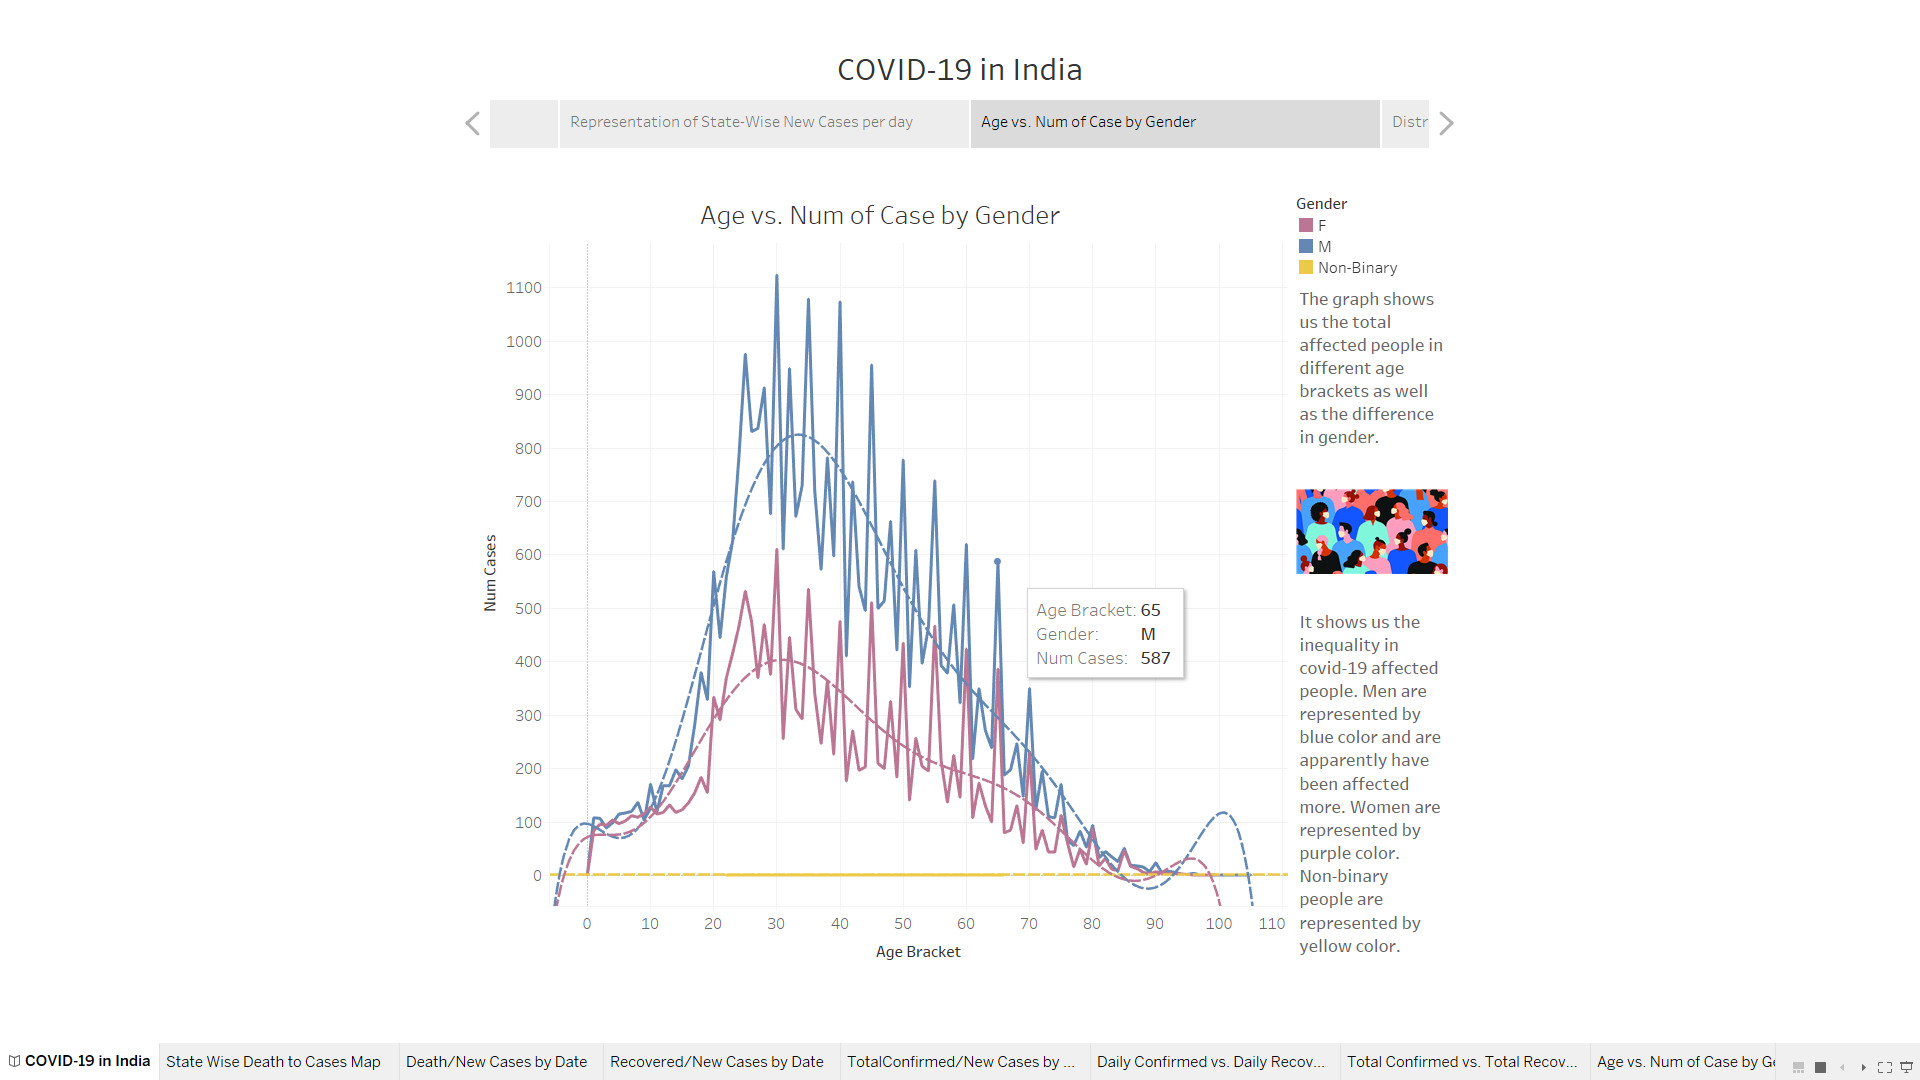 COVID-19 in India
Representation of State-Wise New Cases per day
Age vs. Num of Case by Gender
Distr
Age vs. Num of Case by Gender
Num Cases
1100
1000
900
800
700
600
500
400
300
200
100
0
0 10 20 30 40 50 60 70 80 90 100 110
Age Bracket
Age Bracket: 65
Gender: M
Num Cases: 587
Gender
F
M
Non-Binary
The graph shows
us the total
affected people in
different age
brackets as well
as the difference
in gender.
It shows us the
inequality in
covid-19 affected
people. Men are
represented by
blue color and are
apparently have
been affected
more. Women are
represented by
purple color.
Non-binary
people are
represented by
yellow color.
COVID-19 in India
State Wise Death to Cases Map
Death/New Cases by Date
Recovered/New Cases by Date
TotalConfirmed/New Cases by ...
Daily Confirmed vs. Daily Recov...
Total Confirmed vs. Total Recov...
Age vs. Num of Case by Ge